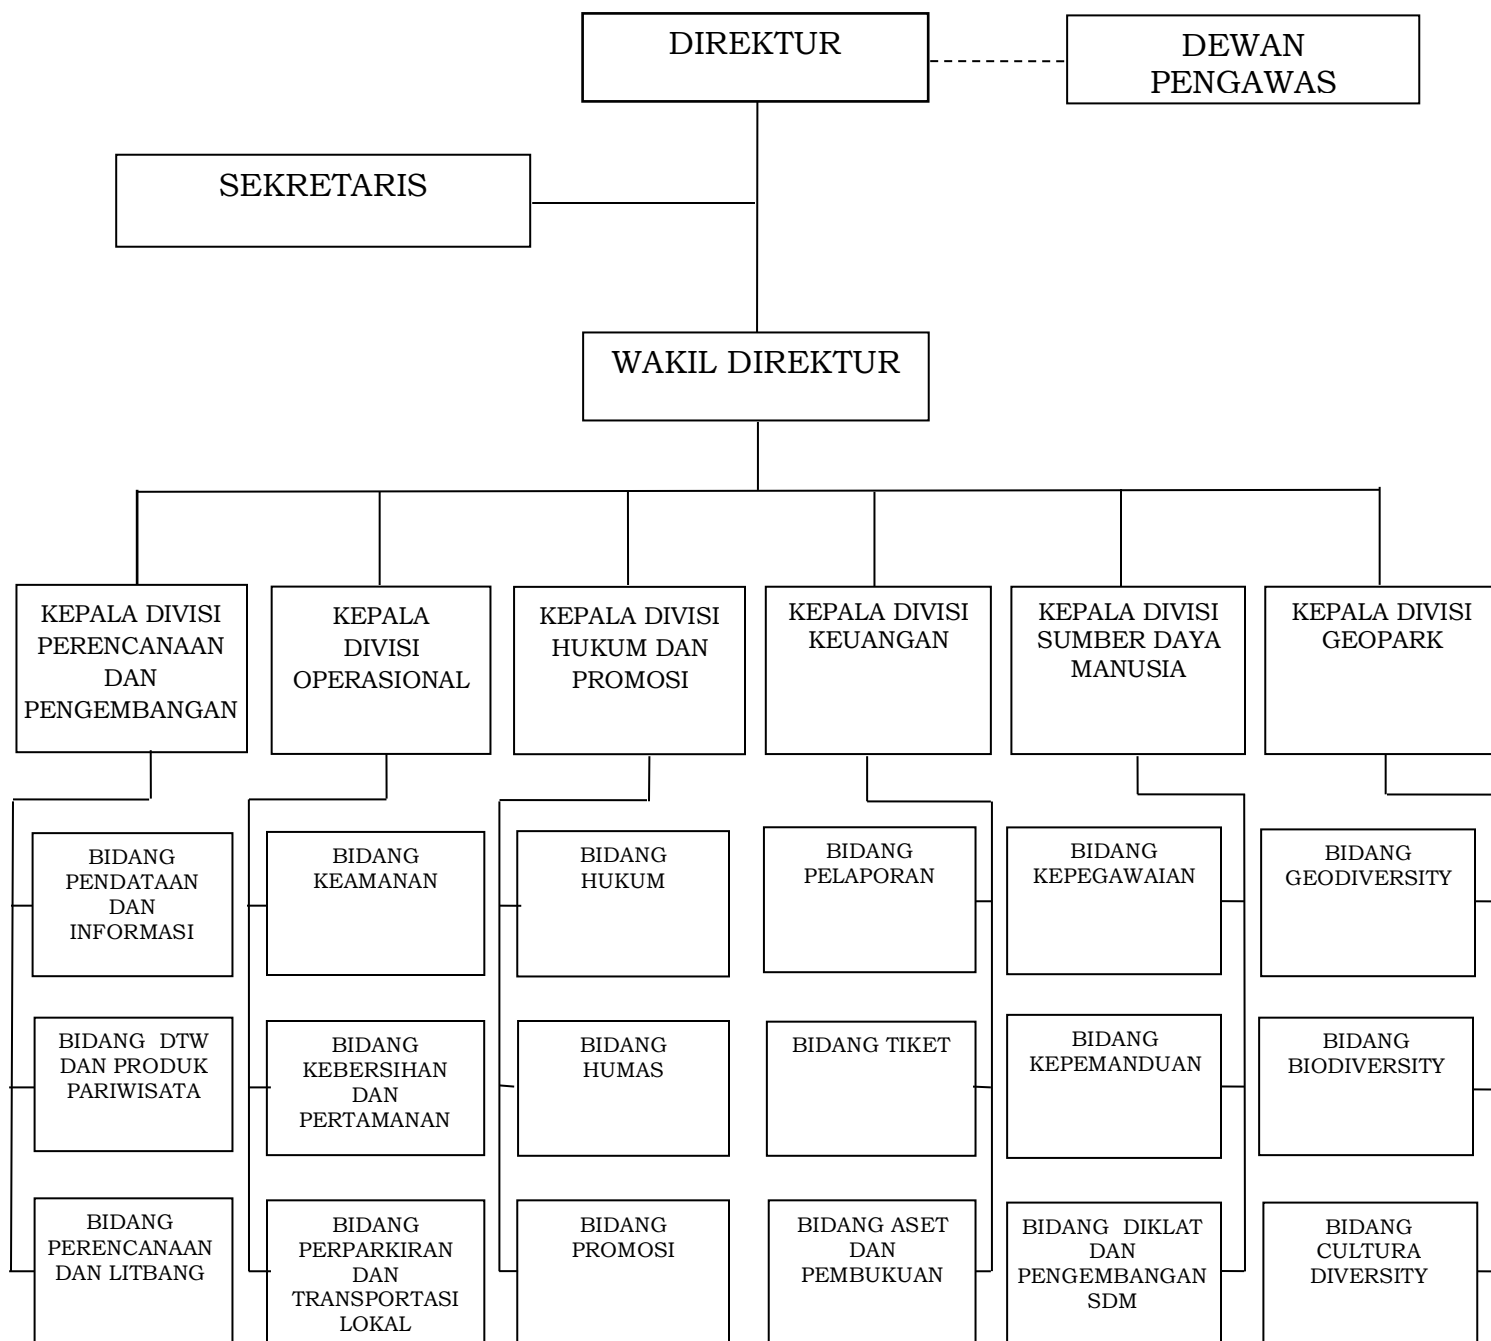 DIREKTUR
DEWAN
PENGAWAS
SEKRETARIS
WAKIL DIREKTUR
KEPALA DIVISI
PERENCANAAN
DAN
PENGEMBANGAN
KEPALA
DIVISI
OPERASIONAL
KEPALA DIVISI
HUKUM DAN
PROMOSI
KEPALA DIVISI
KEUANGAN
KEPALA DIVISI
SUMBER DAYA
MANUSIA
KEPALA DIVISI
GEOPARK
BIDANG
PENDATAAN
DAN
INFORMASI
BIDANG
KEAMANAN
BIDANG
HUKUM
BIDANG
PELAPORAN
BIDANG
KEPEGAWAIAN
BIDANG
GEODIVERSITY
BIDANG DTW
DAN PRODUK
PARIWISATA
BIDANG
KEBERSIHAN
DAN
PERTAMANAN
BIDANG
HUMAS
BIDANG TIKET
BIDANG
KEPEMANDUAN
BIDANG
BIODIVERSITY
BIDANG
PERENCANAAN
DAN LITBANG
BIDANG
PERPARKIRAN
DAN
TRANSPORTASI
LOKAL
BIDANG
PROMOSI
BIDANG ASET
DAN
PEMBUKUAN
BIDANG DIKLAT
DAN
PENGEMBANGAN
SDM
BIDANG
CULTURA
DIVERSITY